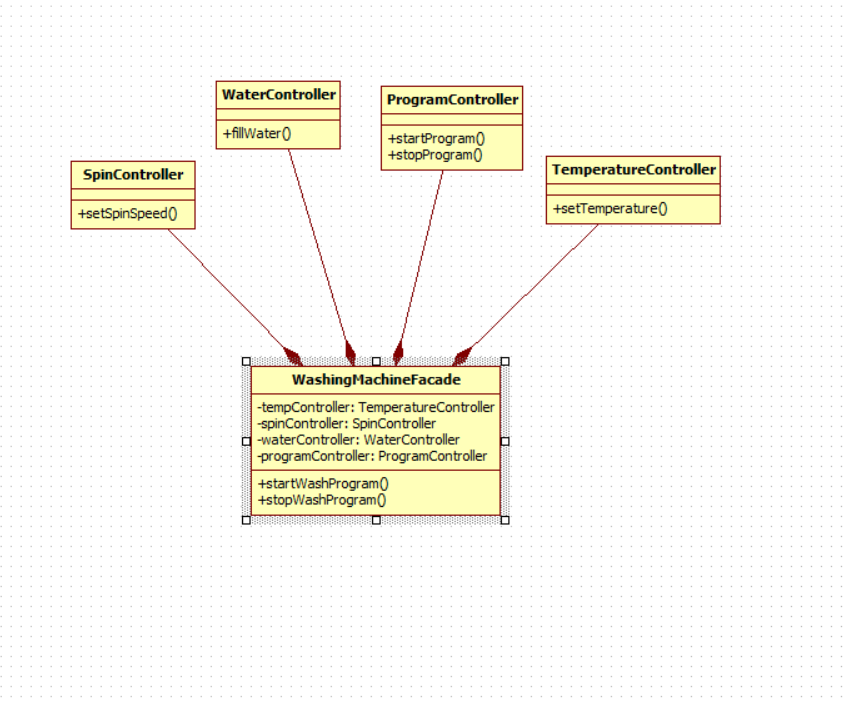 WaterController
+fillWater()
ProgramController
+startProgram()
+stopProgram()
SpinController
+setSpinSpeed()
TemperatureController
+setTemperature()
WashingMachineFacade
-tempController: TemperatureController
-spinController: SpinController
-waterController: WaterController
-programController: ProgramController
+startWashProgram()
+stopWashProgram()